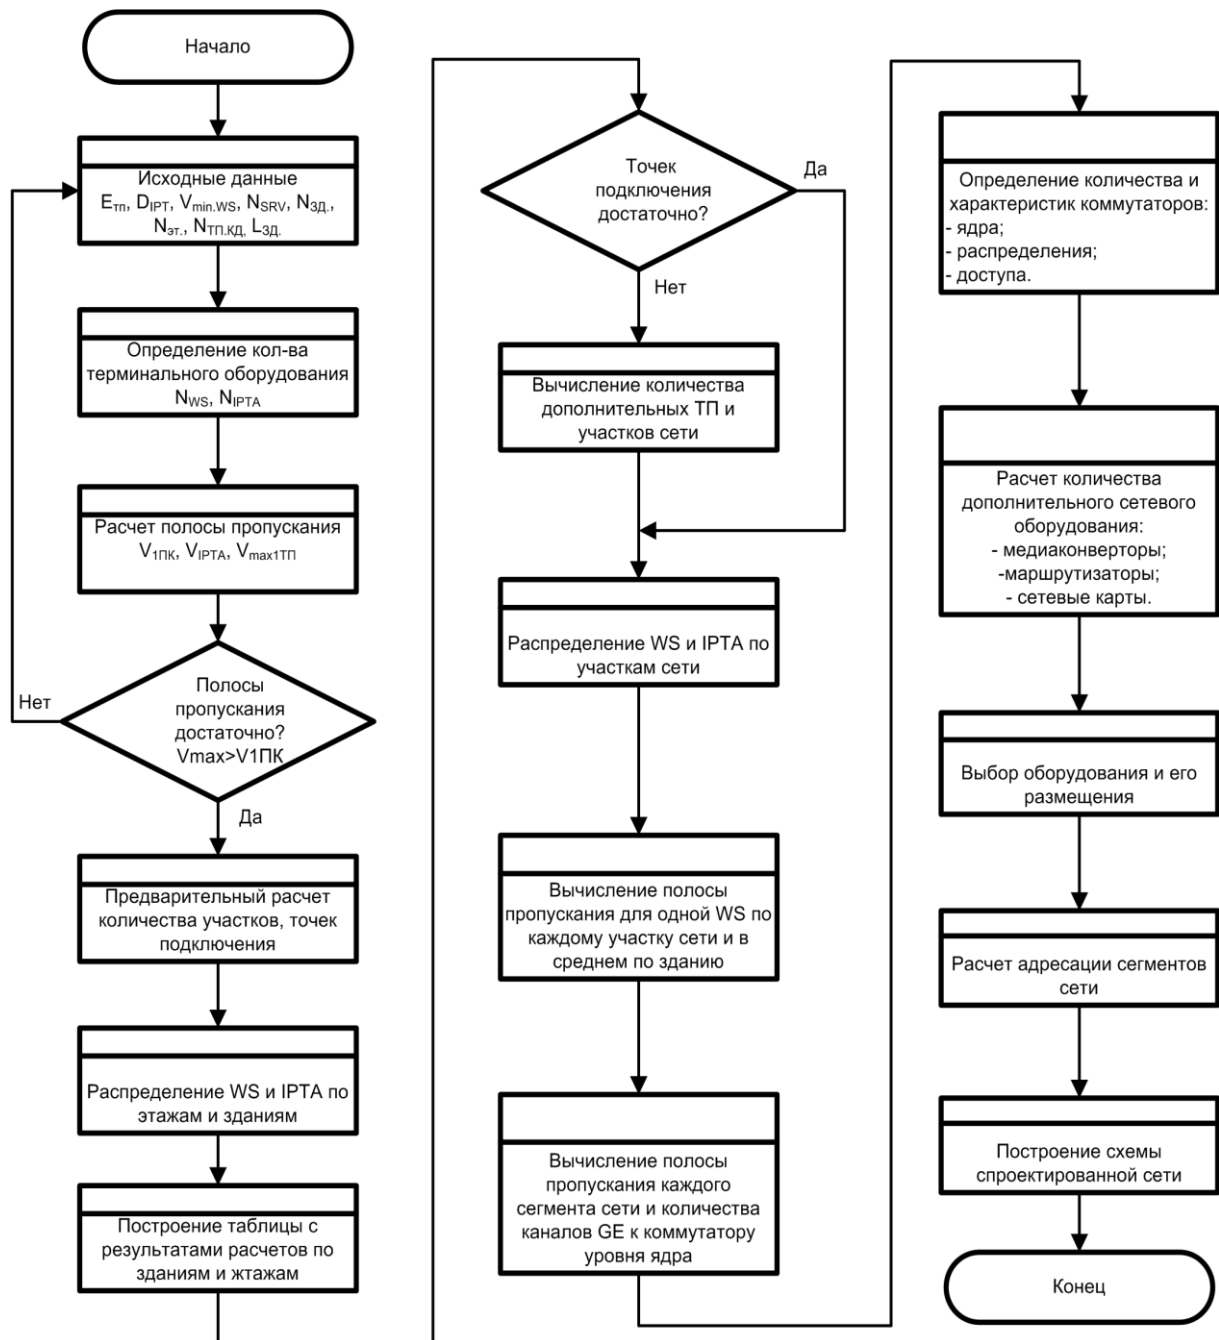 Начало
Исходные данные
Eтп, DIPT, Vmin.WS, NSRV, NЗД.,
Nэт., NТП.КД, LЗД.
Определение кол-ва
терминального оборудования
NWS, NIPTA
Расчет полосы пропускания
V1ПК, VIPTA, Vmax1ТП
Полосы
пропускания
достаточно?
Vmax>V1ПК
Нет
Да
Предварительный расчет
количества участков, точек
подключения
Распределение WS и IPTA по
этажам и зданиям
Построение таблицы с
результатами расчетов по
зданиям и жтажам
Точек
подключения
достаточно?
Да
Нет
Вычисление количества
дополнительных ТП и
участков сети
Распределение WS и IPTA по
участкам сети
Вычисление полосы
пропускания для одной WS по
каждому участку сети и в
среднем по зданию
Вычисление полосы
пропускания каждого
сегмента сети и количества
каналов GE к коммутатору
уровня ядра
Определение количества и
характеристик коммутаторов:
- ядра;
- распределения;
- доступа.
Расчет количества
дополнительного сетевого
оборудования:
- медиаконверторы;
-маршрутизаторы;
- сетевые карты.
Выбор оборудования и его
размещения
Расчет адресации сегментов
сети
Построение схемы
спроектированной сети
Конец